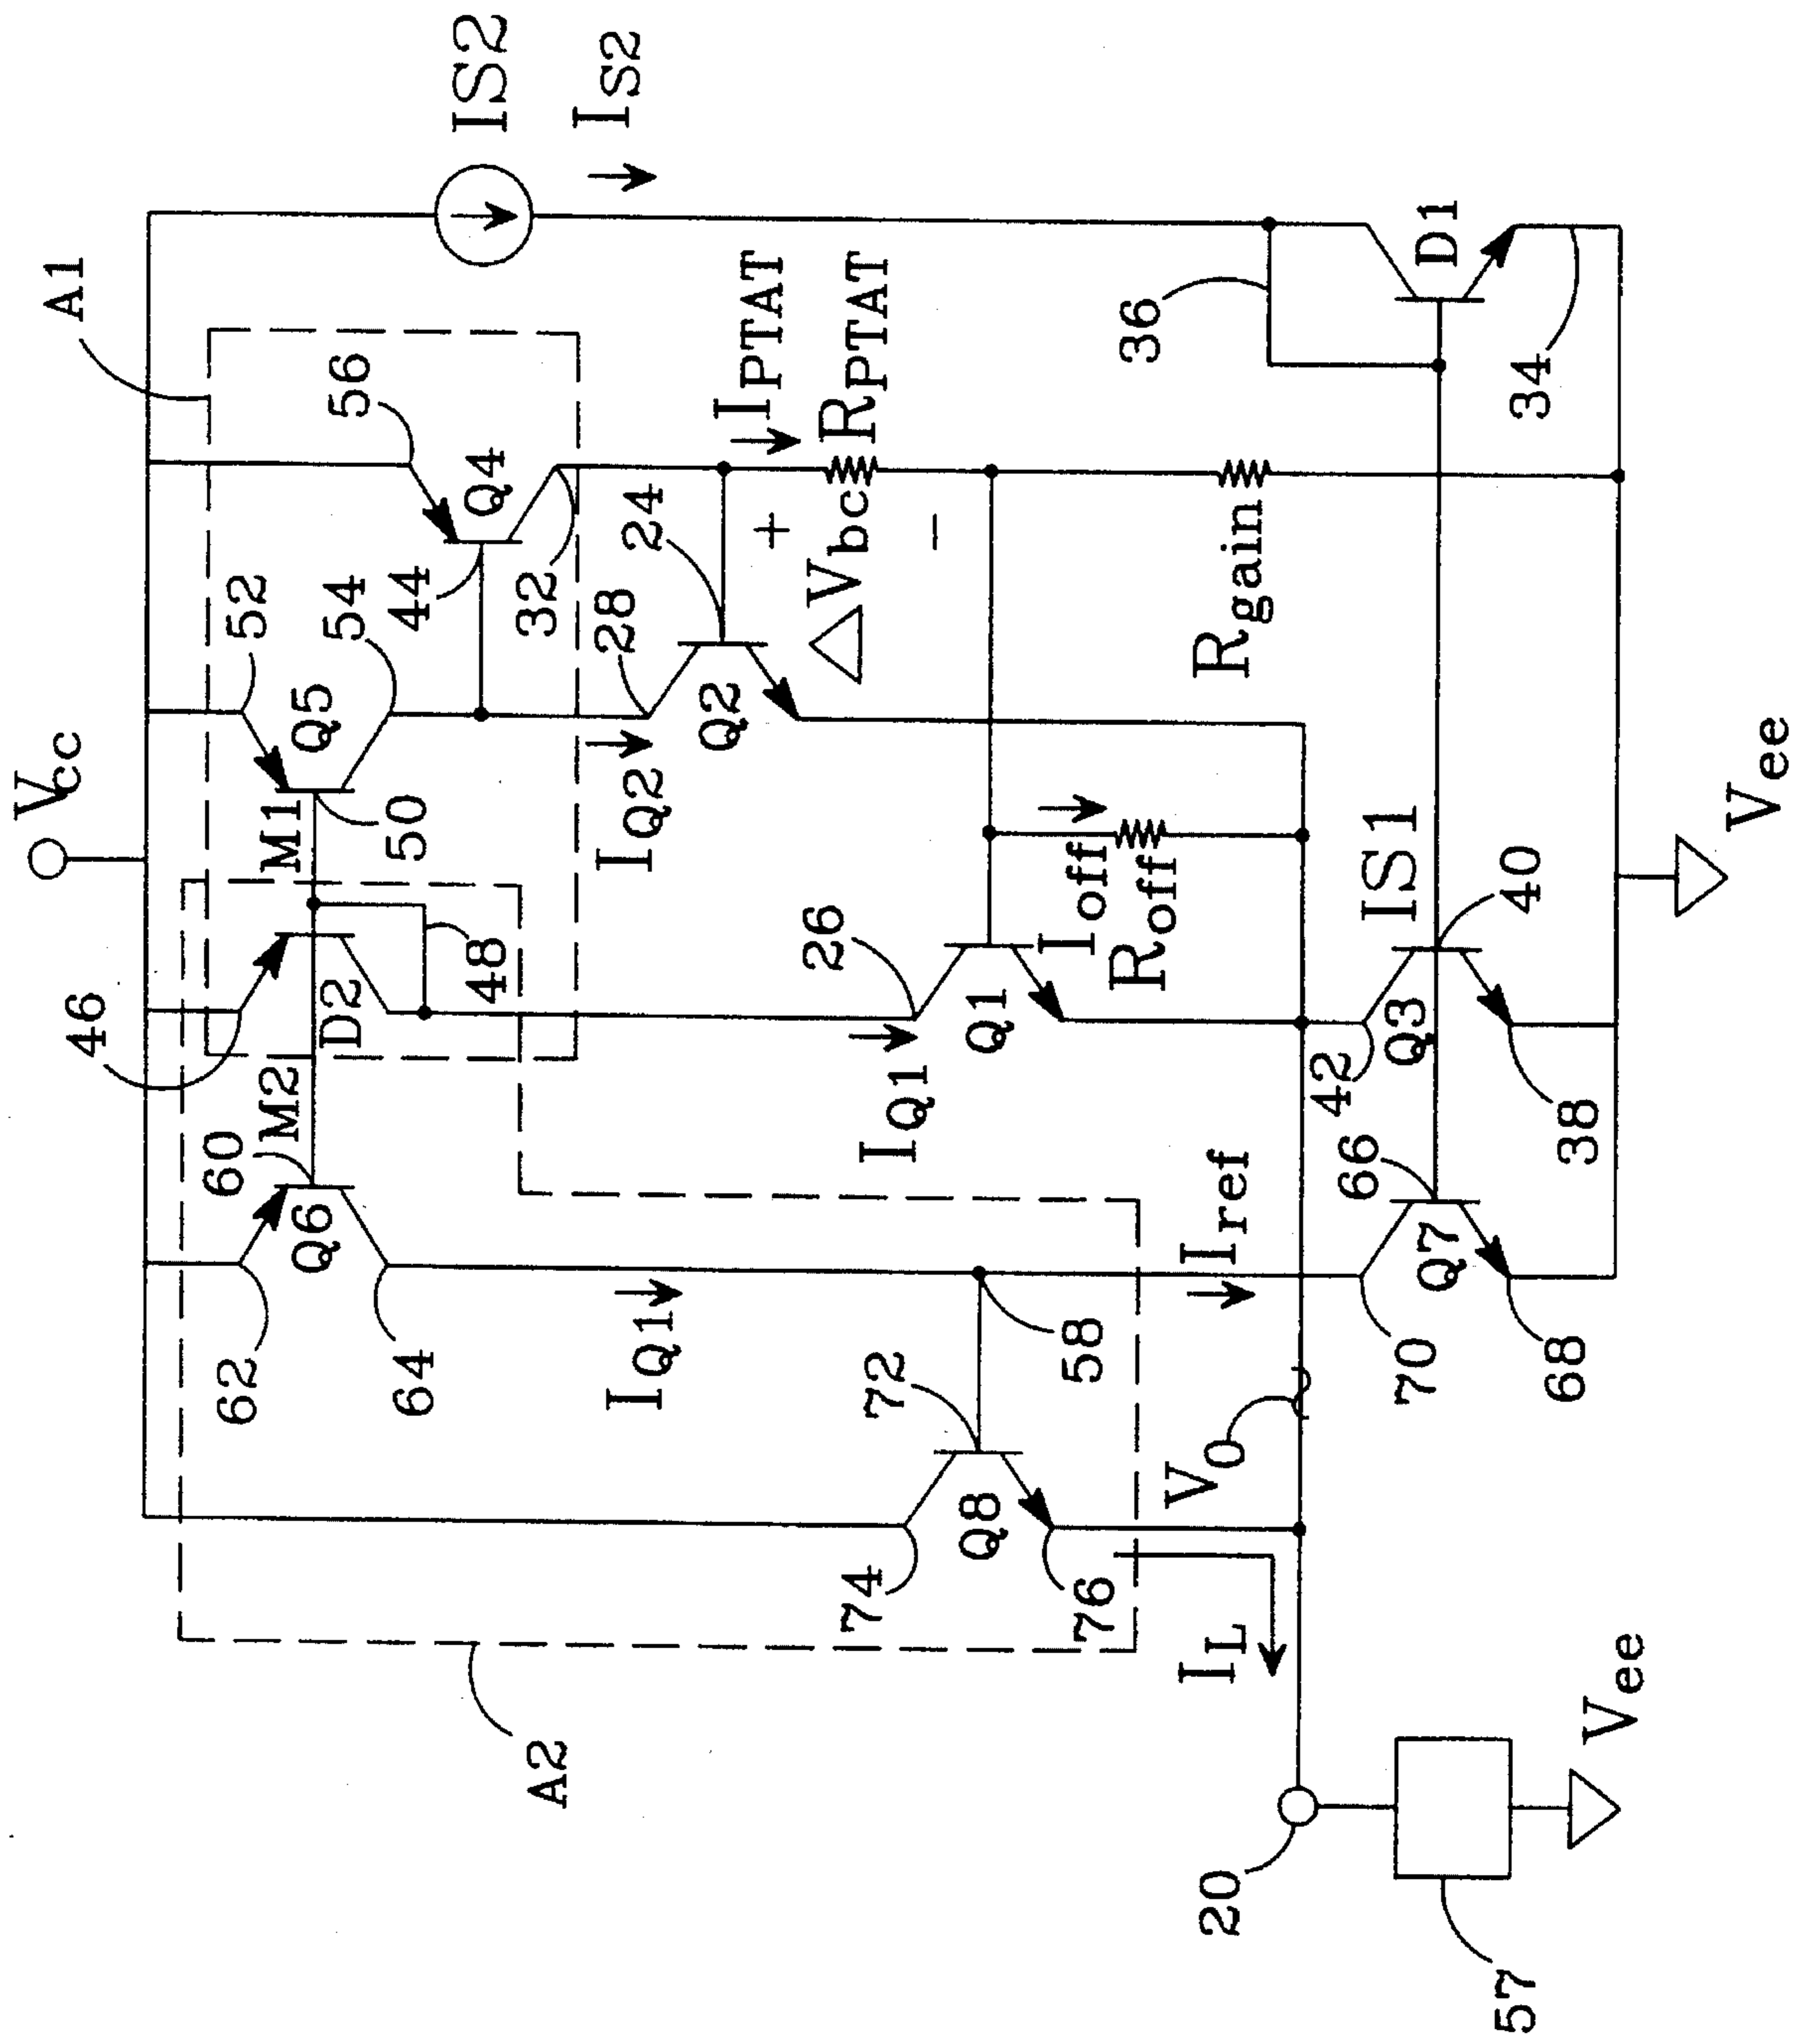 Vcc
A1
IS2
IS2
46
52
56
M1
Q5
54
50
Q4
44
32
D2
48
M2
60
62
Q6
64
IQ1
IQ2
28
24
Q2
+
ΔVbc
-
IPTAT
RPTAT
26
Q1
IQ1
Ioff
Roff
Rgain
36
D1
34
72
58
74
Q8
76
A2
Iref
VO
IL
IS1
40
42
Q3
38
66
Q7
70
68
Vee
20
57
Vee